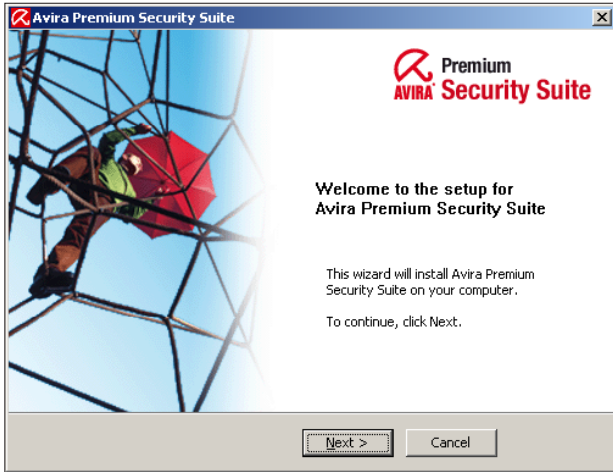 Avira Premium Security Suite
Premium
AVIRA Security Suite
Welcome to the setup for
Avira Premium Security Suite
This wizard will install Avira Premium
Security Suite on your computer.
To continue, click Next.
Next >
Cancel